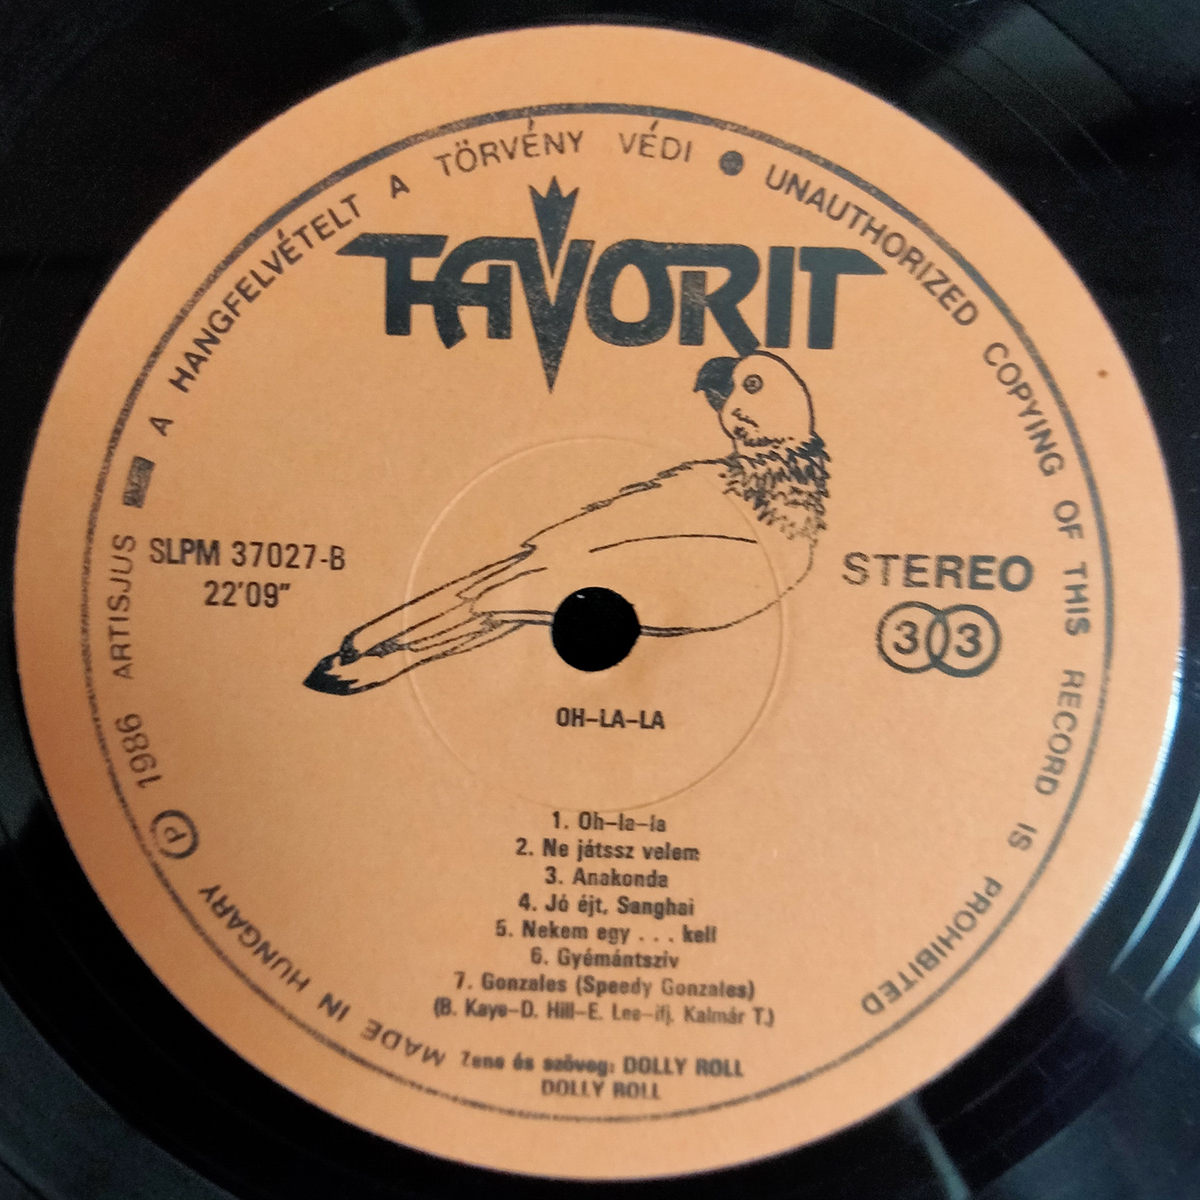 A HANGFELVÉTELT A TÖRVÉNY VÉDI ● UNAUTHORIZED COPYING OF THIS RECORD IS PROHIBITED
FAVORIT
SLPM 37027-B
22'09"
STEREO
33
OH–LA–LA
1. Oh–la–la
2. Ne játssz velem
3. Anakonda
4. Jó éjt, Sanghai
5. Nekem egy . . . kell
6. Gyémántszív
7. Gonzales (Speedy Gonzales)
(B. Kaye–D. Hill–E. Lee–ifj. Kalmár T.)
Zene és szöveg: DOLLY ROLL
DOLLY ROLL
MADE IN HUNGARY Ⓟ 1986 ARTISJUS